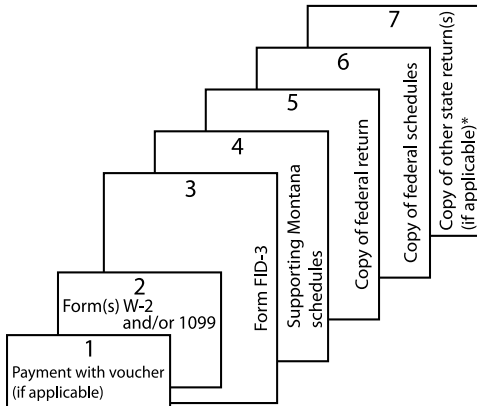 7
Copy of other state return(s)
(if applicable)*
6
Copy of federal schedules
5
Copy of federal return
4
Supporting Montana
schedules
3
Form FID-3
2
Form(s) W-2
and/or 1099
1
Payment with voucher
(if applicable)